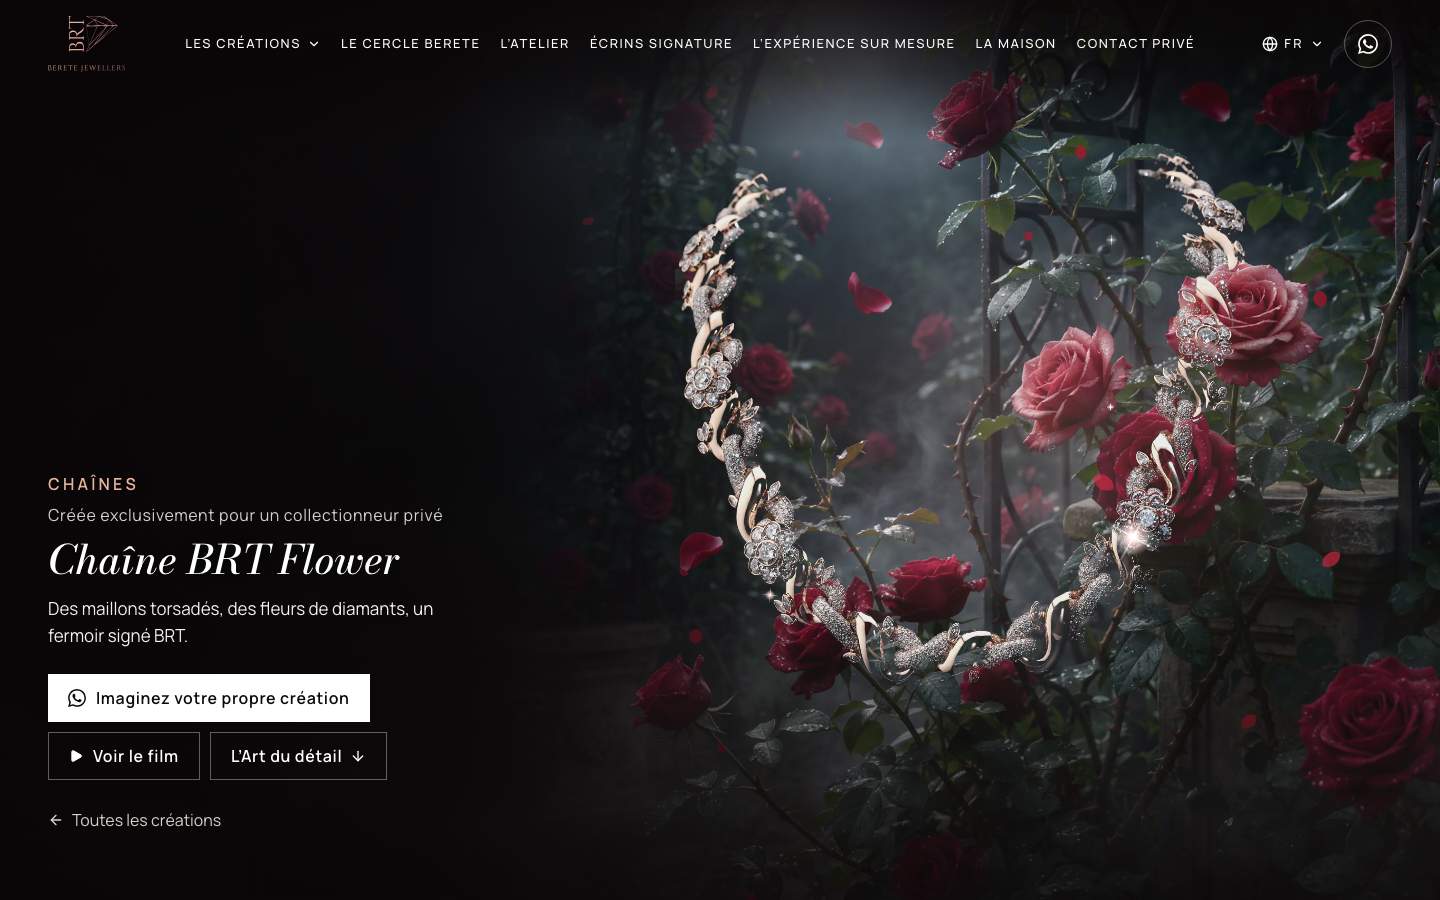 BRT
BERETE JEWELLERS
LES CRÉATIONS
LE CERCLE BERETE
L'ATELIER
ÉCRINS SIGNATURE
L'EXPÉRIENCE SUR MESURE
LA MAISON
CONTACT PRIVÉ
FR
CHAÎNES
Créée exclusivement pour un collectionneur privé
Chaîne BRT Flower
Des maillons torsadés, des fleurs de diamants, un
fermoir signé BRT.
Imaginez votre propre création
Voir le film
L'Art du détail
Toutes les créations